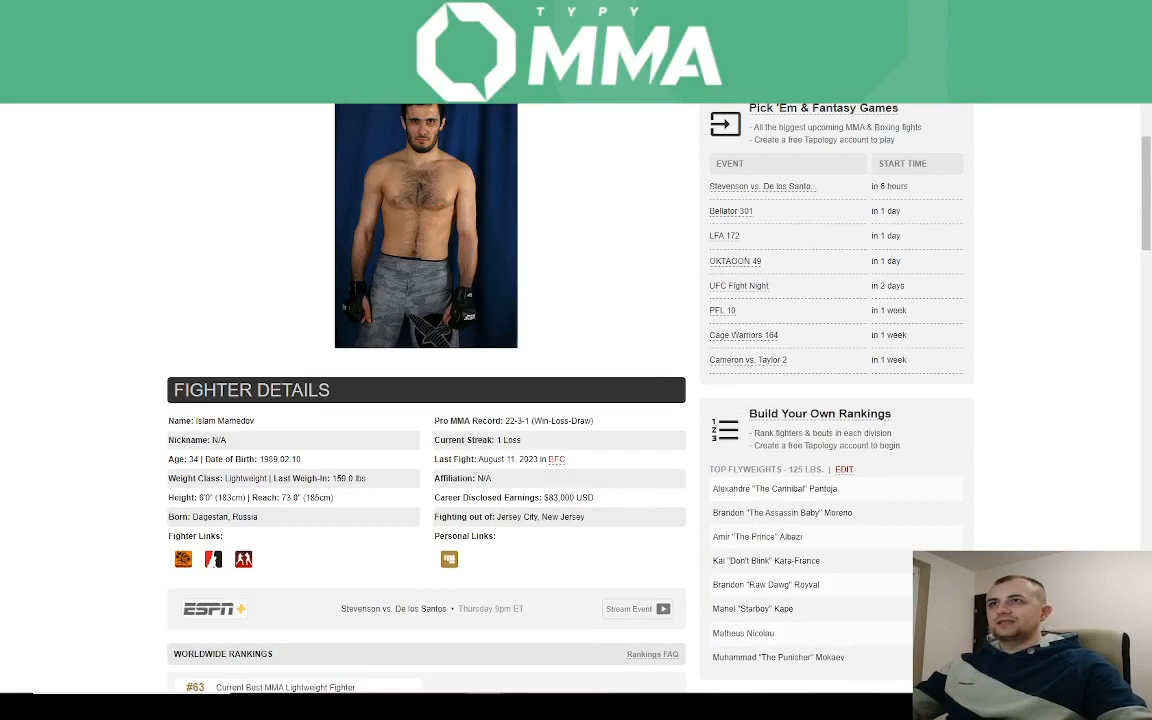 TYPY
MMA
Pick 'Em & Fantasy Games
- All the biggest upcoming MMA & Boxing fights
- Create a free Tapology account to play
EVENT START TIME
Stevenson vs. De los Santo... in 6 hours
Bellator 301 in 1 day
LFA 172 in 1 day
OKTAGON 49 in 1 day
UFC Fight Night in 2 days
PFL 10 in 1 week
Cage Warriors 164 in 1 week
Cameron vs. Taylor 2 in 1 week
FIGHTER DETAILS
Name: Islam Mamedov Pro MMA Record: 22-3-1 (Win-Loss-Draw)
Nickname: N/A Current Streak: 1 Loss
Age: 34 | Date of Birth: 1989.02.10 Last Fight: August 11, 2023 in BFC
Weight Class: Lightweight | Last Weigh-In: 159.0 lbs Affiliation: N/A
Height: 6'0" (183cm) | Reach: 73.0" (185cm) Career Disclosed Earnings: $83,000 USD
Born: Dagestan, Russia Fighting out of: Jersey City, New Jersey
Fighter Links: Personal Links:
ESPN+ Stevenson vs. De los Santos • Thursday 9pm ET Stream Event
WORLDWIDE RANKINGS Rankings FAQ
#63 Current Best MMA Lightweight Fighter
1
2
3
Build Your Own Rankings
- Rank fighters & bouts in each division
- Create a free Tapology account to begin
TOP FLYWEIGHTS - 125 LBS. | EDIT
Alexandre "The Cannibal" Pantoja
Brandon "The Assassin Baby" Moreno
Amir "The Prince" Albazi
Kai "Don't Blink" Kara-France
Brandon "Raw Dawg" Royval
Manel "Starboy" Kape
Matheus Nicolau
Muhammad "The Punisher" Mokaev